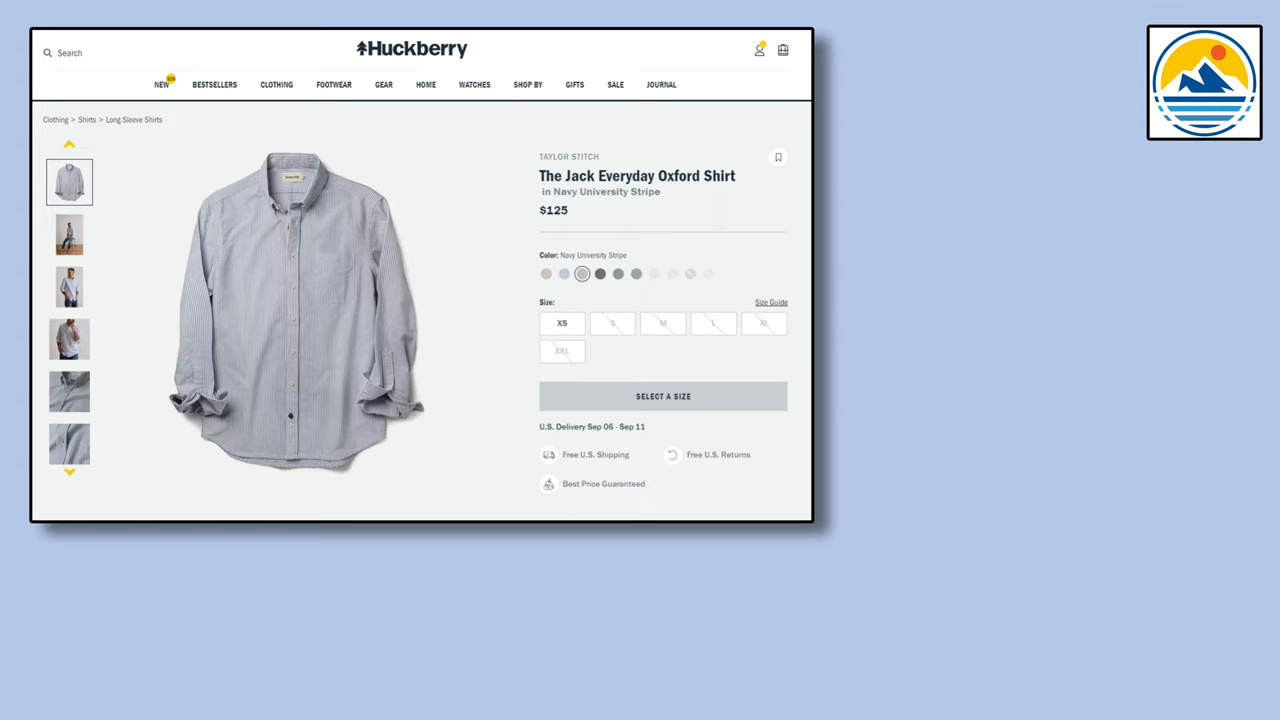 Search
Huckberry
NEW
BESTSELLERS
CLOTHING
FOOTWEAR
GEAR
HOME
WATCHES
SHOP BY
GIFTS
SALE
JOURNAL
Clothing > Shirts > Long Sleeve Shirts
TAYLOR STITCH
The Jack Everyday Oxford Shirt
in Navy University Stripe
$125
Color: Navy University Stripe
Size:
Size Guide
XS
S
M
L
XL
XXL
SELECT A SIZE
U.S. Delivery Sep 06 - Sep 11
Free U.S. Shipping
Free U.S. Returns
Best Price Guaranteed